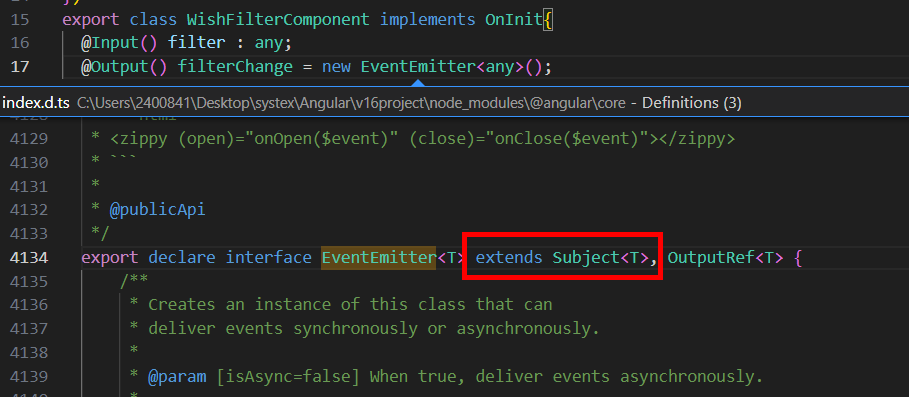 15 export class WishFilterComponent implements OnInit{
16 @Input() filter : any;
17 @Output() filterChange = new EventEmitter<any>();
index.d.ts C:\Users\2400841\Desktop\systex\Angular\v16project\node_modules\@angular\core - Definitions (3)
4129 * <zippy (open)="onOpen($event)" (close)="onClose($event)"></zippy>
4130 * ```
4131 *
4132 * @publicApi
4133 */
4134 export declare interface EventEmitter<T> extends Subject<T>, OutputRef<T> {
4135 /**
4136 * Creates an instance of this class that can
4137 * deliver events synchronously or asynchronously.
4138 *
4139 * @param [isAsync=false] When true, deliver events asynchronously.